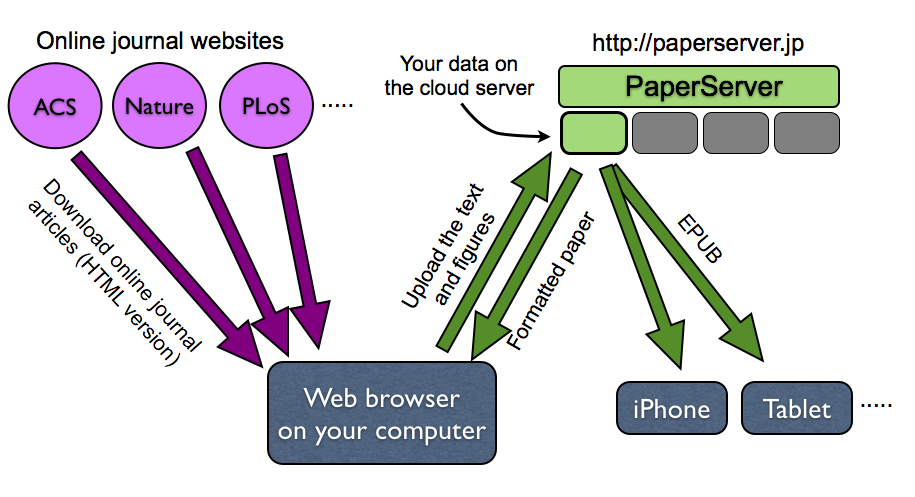 Online journal websites
ACS
Nature
PLoS
.....
Download online journal
articles (HTML version)
Web browser
on your computer
Your data on
the cloud server
http://paperserver.jp
PaperServer
Upload the text
and figures
Formatted paper
EPUB
iPhone
Tablet
.....